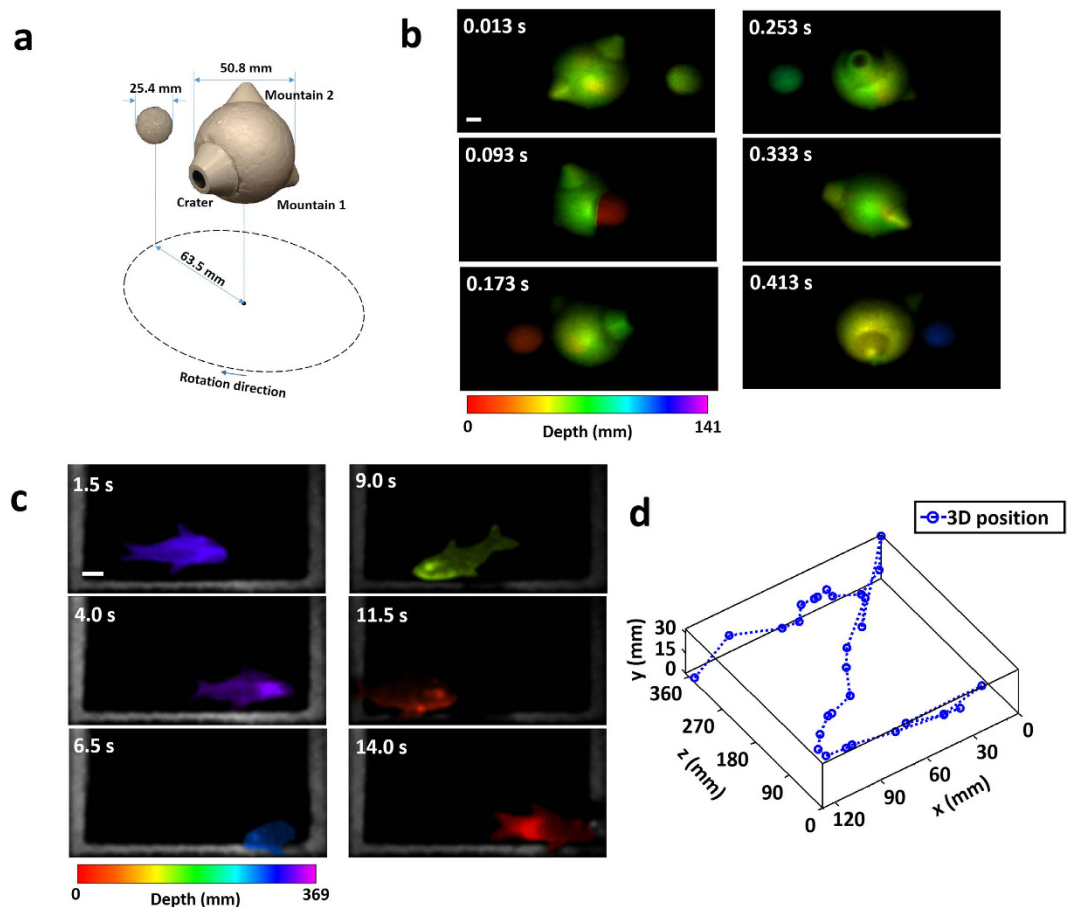 a
25.4 mm
50.8 mm
Mountain 2
Crater
Mountain 1
63.5 mm
Rotation direction
b
0.013 s
0.253 s
0.093 s
0.333 s
0.173 s
0.413 s
0
Depth (mm)
141
c
1.5 s
9.0 s
4.0 s
11.5 s
6.5 s
14.0 s
0
Depth (mm)
369
d
3D position
y (mm)
30
15
0
360
270
180
90
0
z (mm)
120
90
60
30
0
x (mm)